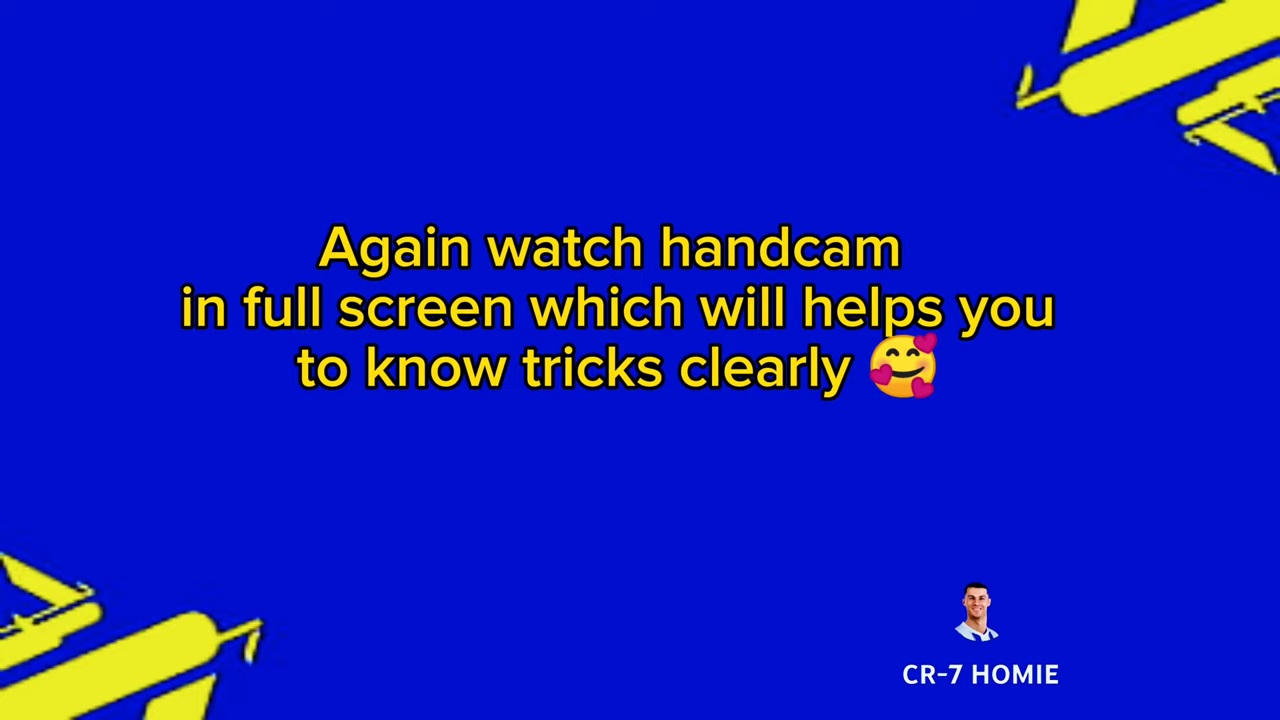 Again watch handcam
in full screen which will helps you
to know tricks clearly 🥰
CR-7 HOMIE